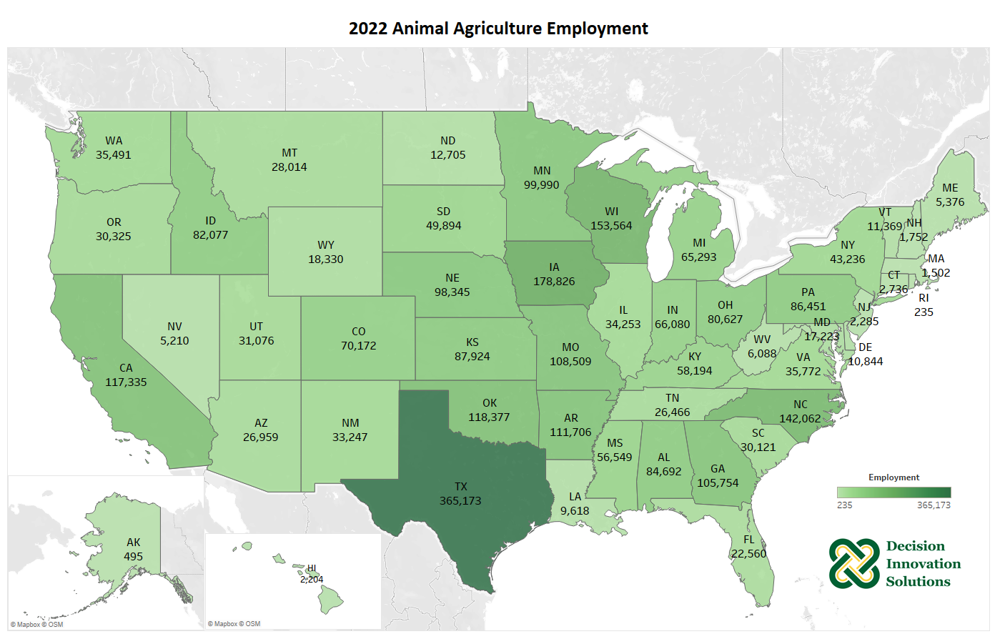 2022 Animal Agriculture Employment
WA
35,491
MT
28,014
ND
12,705
MN
99,990
ME
5,376
OR
30,325
ID
82,077
SD
49,894
WI
153,564
VT
11,369
NH
1,752
WY
18,330
MI
65,293
NY
43,236
MA
1,502
IA
178,826
NE
98,345
CT
2,736
RI
235
PA
86,451
NJ
2,285
NV
5,210
UT
31,076
CO
70,172
IL
34,253
IN
66,080
OH
80,627
MD
17,223
DE
10,844
KS
87,924
MO
108,509
WV
6,088
VA
35,772
KY
58,194
CA
117,335
AZ
26,959
NM
33,247
OK
118,377
AR
111,706
TN
26,466
NC
142,062
SC
30,121
MS
56,549
AL
84,692
GA
105,754
TX
365,173
LA
9,618
FL
22,560
AK
495
HI
2,204
Employment
235 365,173
Decision
Innovation
Solutions
© Mapbox © OSM
© Mapbox © OSM